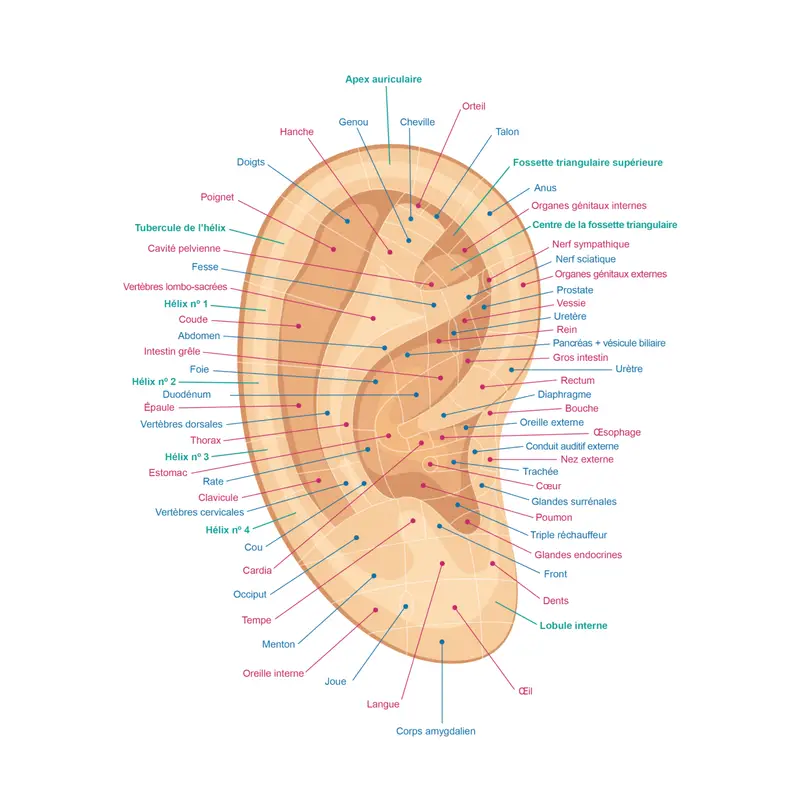 Apex auriculaire
Orteil
Genou
Cheville
Hanche
Talon
Doigts
Fossette triangulaire supérieure
Anus
Poignet
Organes génitaux internes
Tubercule de l'hélix
Centre de la fossette triangulaire
Cavité pelvienne
Nerf sympathique
Fesse
Nerf sciatique
Organes génitaux externes
Vertèbres lombo-sacrées
Prostate
Hélix nº 1
Vessie
Coude
Uretère
Rein
Abdomen
Pancréas + vésicule biliaire
Intestin grêle
Gros intestin
Foie
Urètre
Hélix nº 2
Rectum
Duodénum
Diaphragme
Épaule
Bouche
Vertèbres dorsales
Oreille externe
Œsophage
Thorax
Conduit auditif externe
Hélix nº 3
Nez externe
Estomac
Trachée
Rate
Cœur
Clavicule
Glandes surrénales
Vertèbres cervicales
Poumon
Hélix nº 4
Triple réchauffeur
Cou
Glandes endocrines
Cardia
Front
Occiput
Dents
Tempe
Lobule interne
Menton
Oreille interne
Joue
Œil
Langue
Corps amygdalien